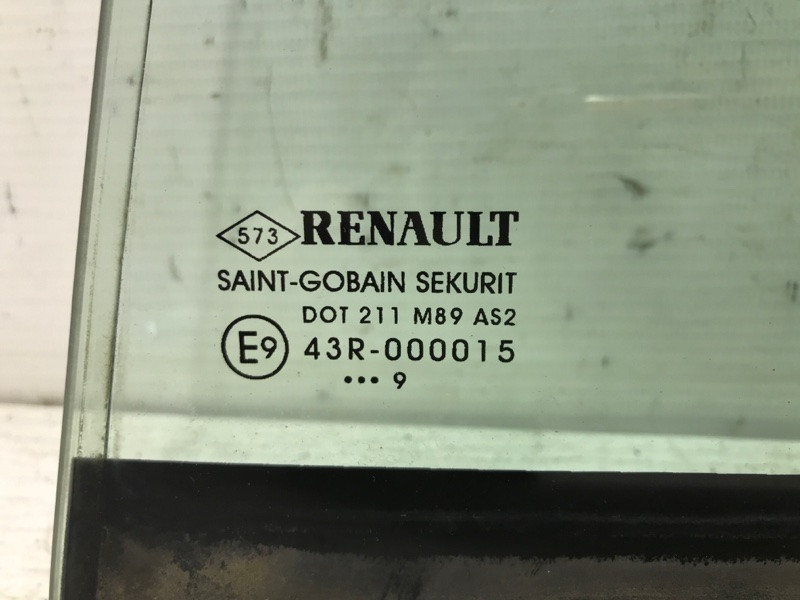 573 RENAULT
SAINT-GOBAIN SEKURIT
DOT 211 M89 AS2
E9 43R-000015
••• 9